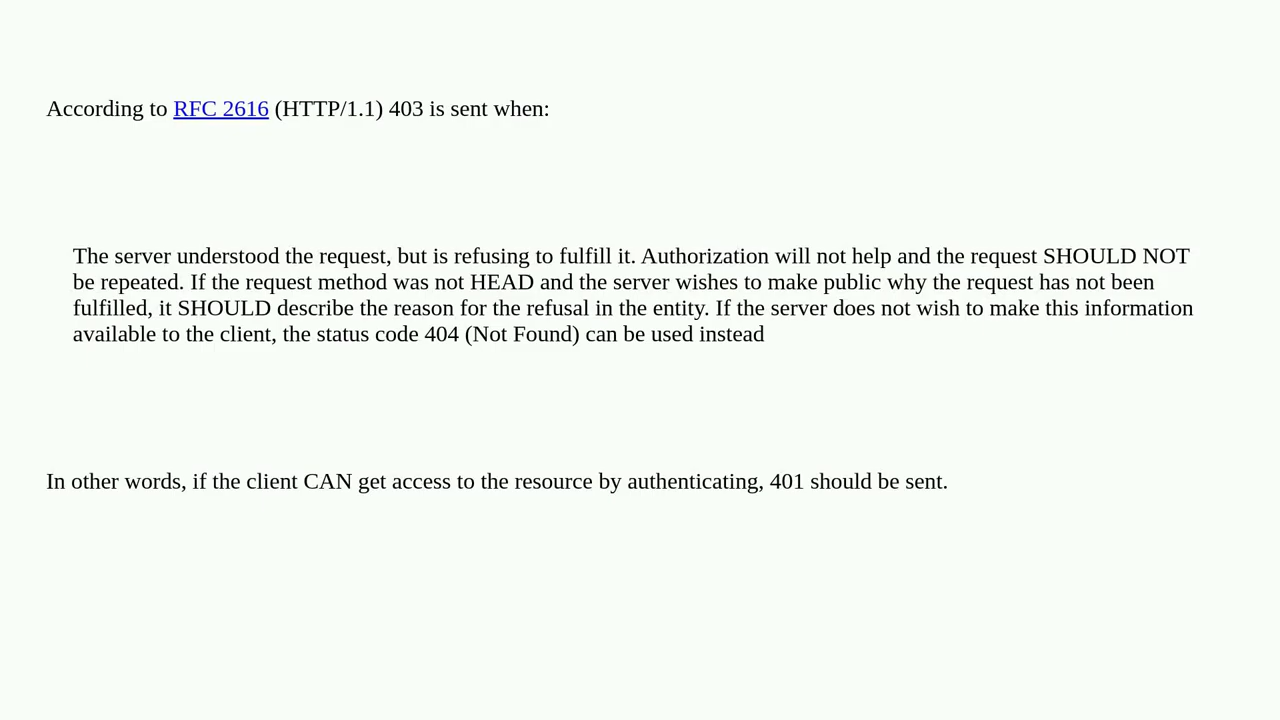 According to RFC 2616 (HTTP/1.1) 403 is sent when:
The server understood the request, but is refusing to fulfill it. Authorization will not help and the request SHOULD NOT
be repeated. If the request method was not HEAD and the server wishes to make public why the request has not been
fulfilled, it SHOULD describe the reason for the refusal in the entity. If the server does not wish to make this information
available to the client, the status code 404 (Not Found) can be used instead
In other words, if the client CAN get access to the resource by authenticating, 401 should be sent.